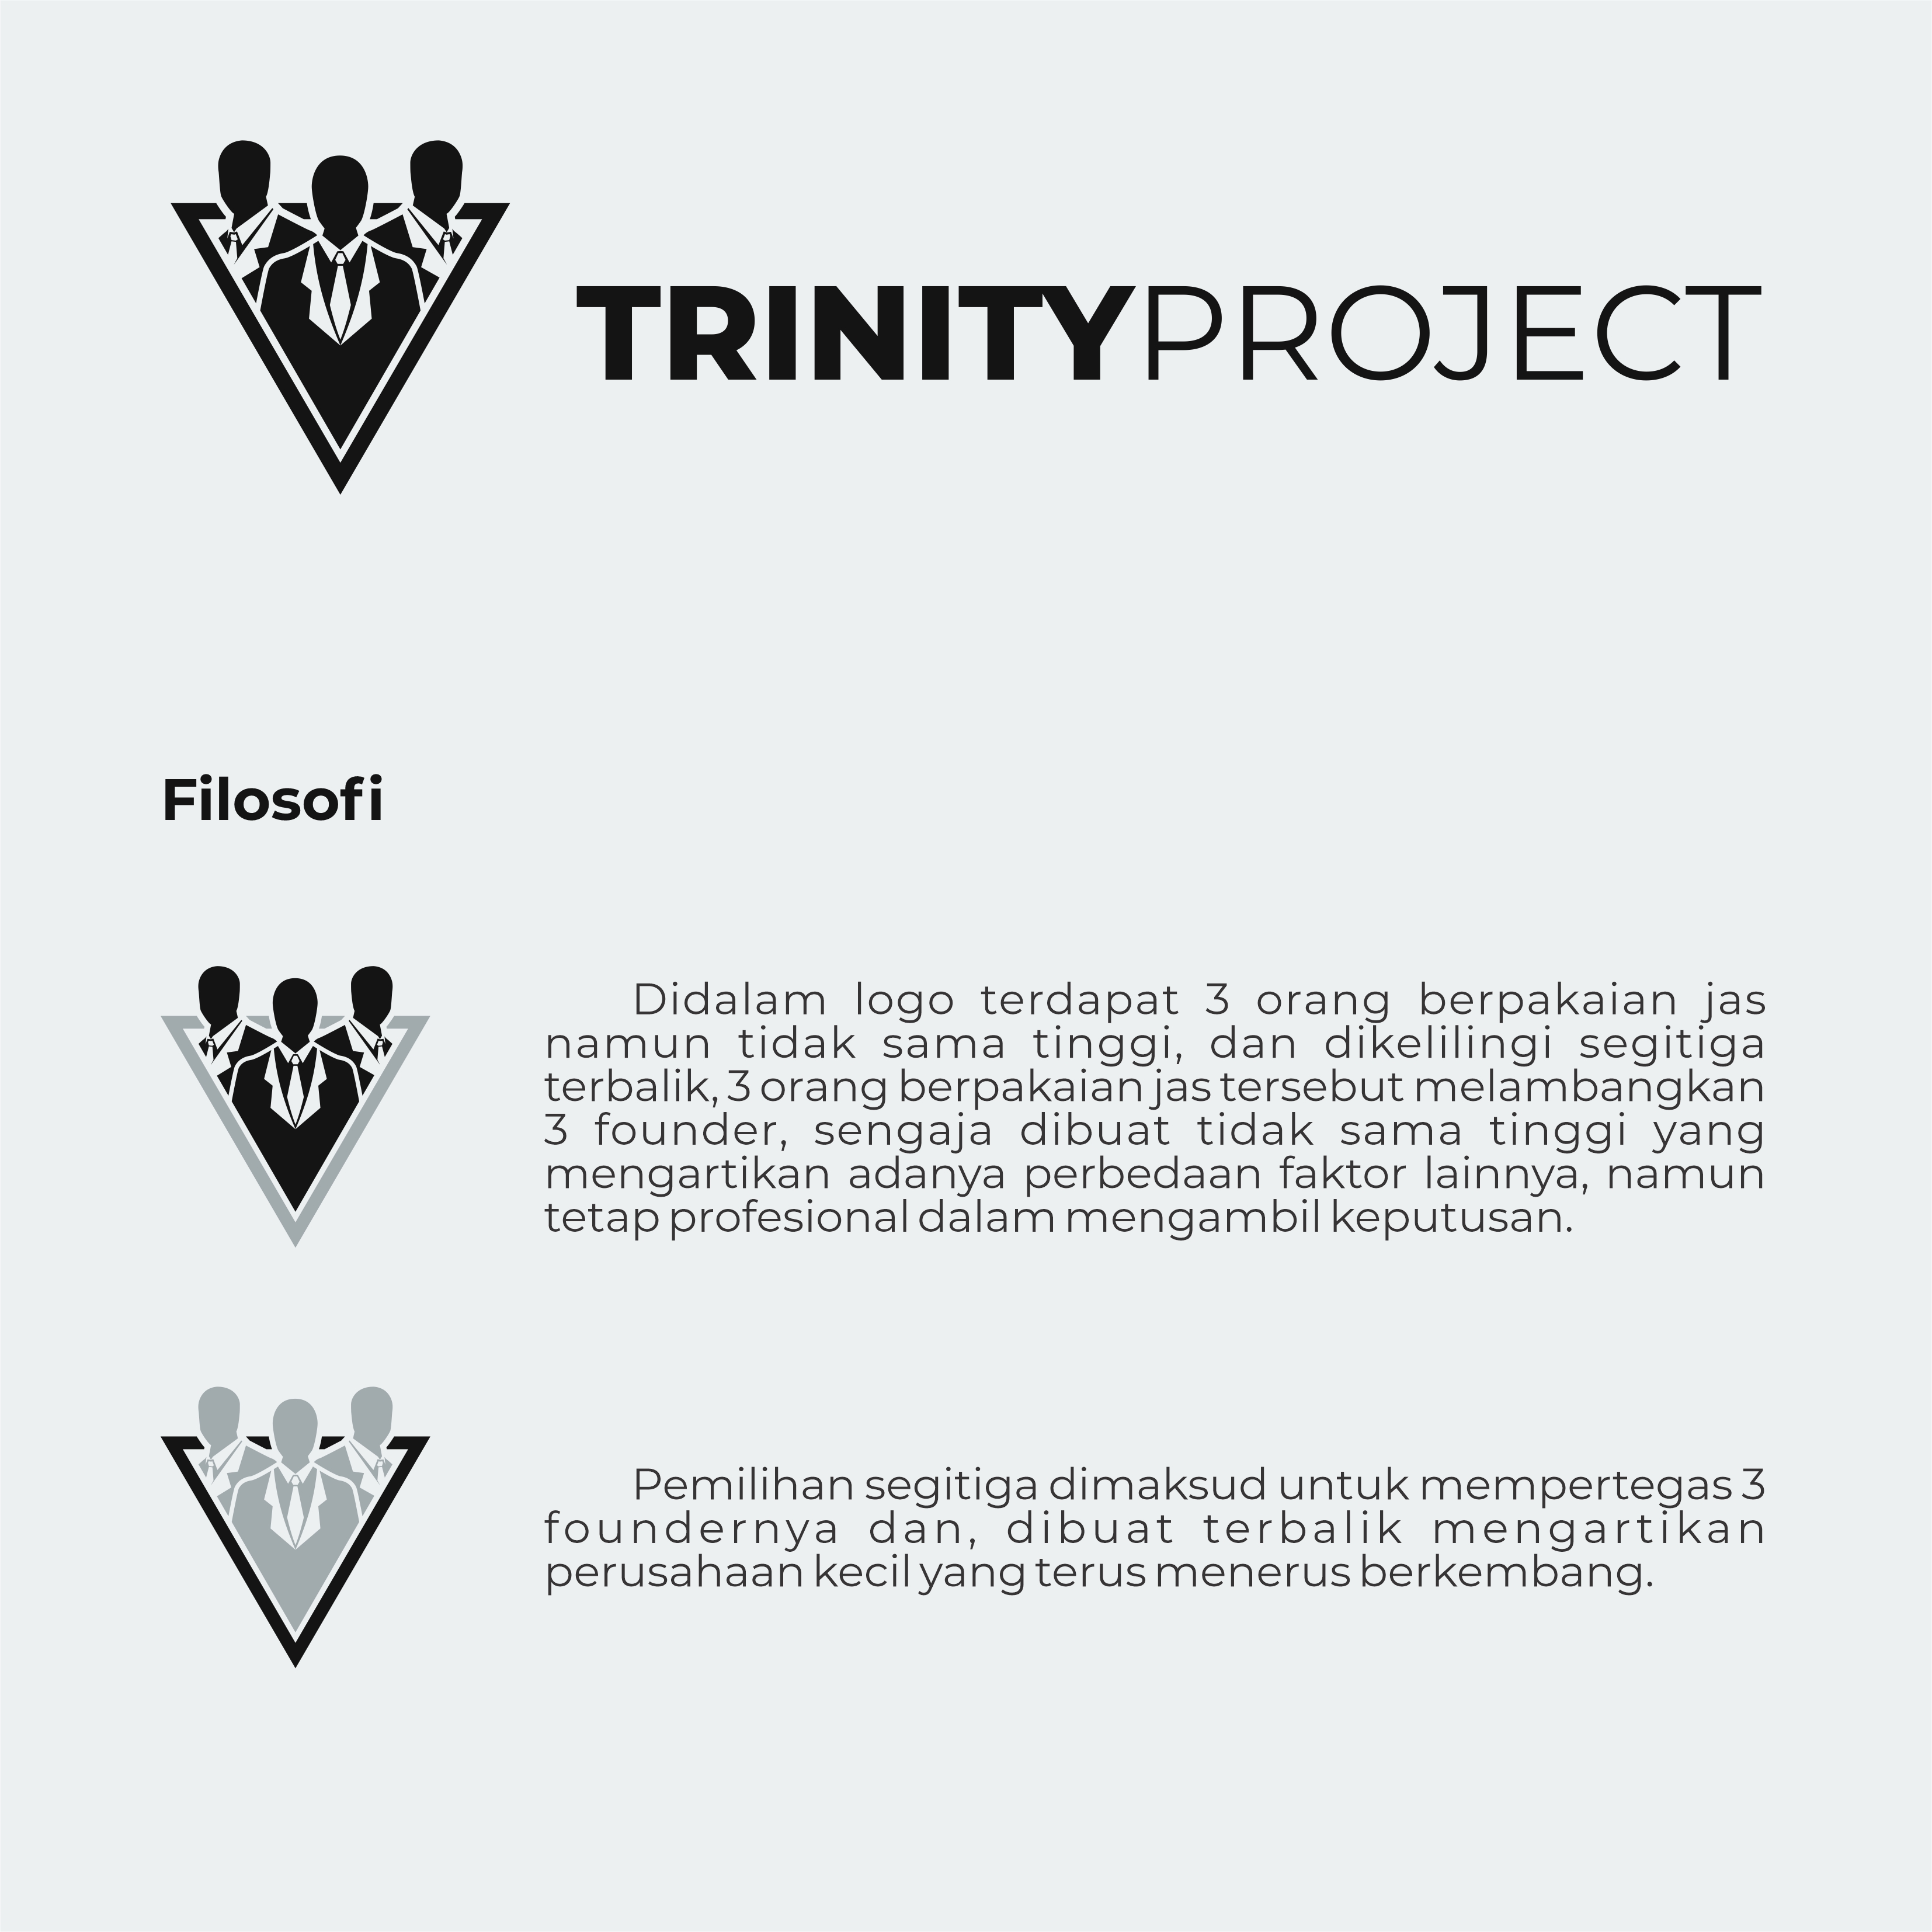 TRINITYPROJECT
Filosofi
Didalam logo terdapat 3 orang berpakaian jas
namun tidak sama tinggi, dan dikelilingi segitiga
terbalik, 3 orang berpakaian jas tersebut melambangkan
3 founder, sengaja dibuat tidak sama tinggi yang
mengartikan adanya perbedaan faktor lainnya, namun
tetap profesional dalam mengambil keputusan.
Pemilihan segitiga dimaksud untuk mempertegas 3
foundernya dan, dibuat terbalik mengartikan
perusahaan kecil yang terus menerus berkembang.